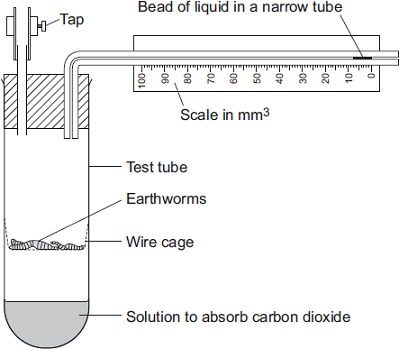 Bead of liquid in a narrow tube
Tap
100 90 80 70 60 50 40 30 20 10 0
Scale in mm³
Test tube
Earthworms
Wire cage
Solution to absorb carbon dioxide